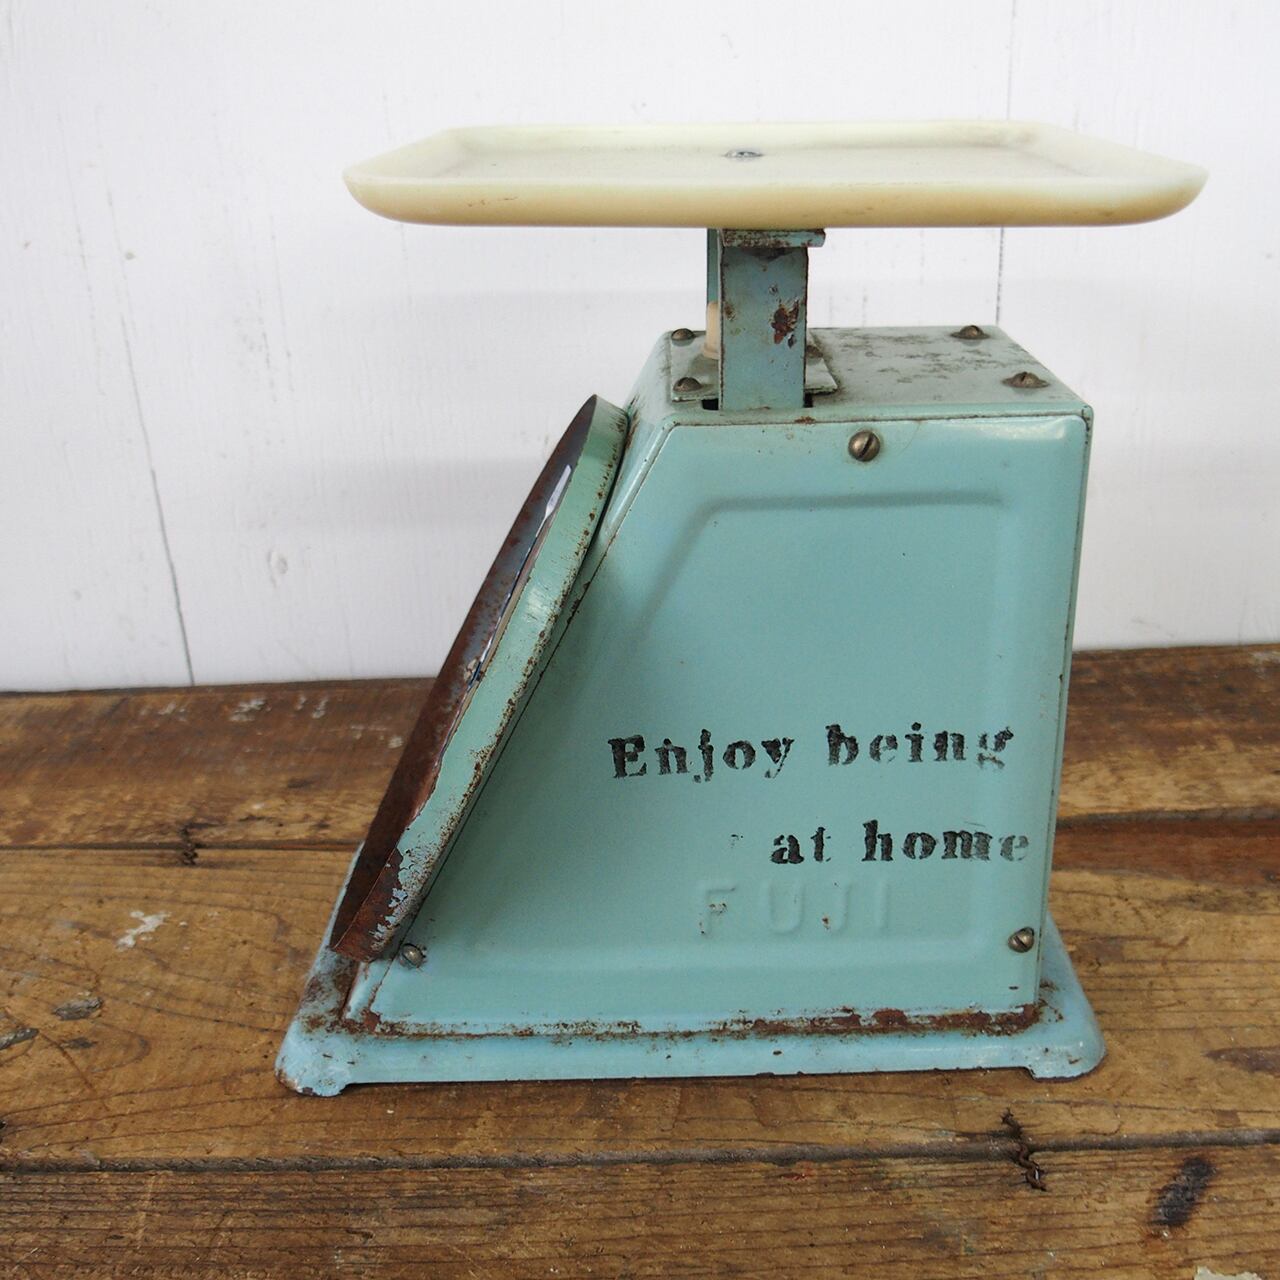 Enjoy being
at home
FUJI